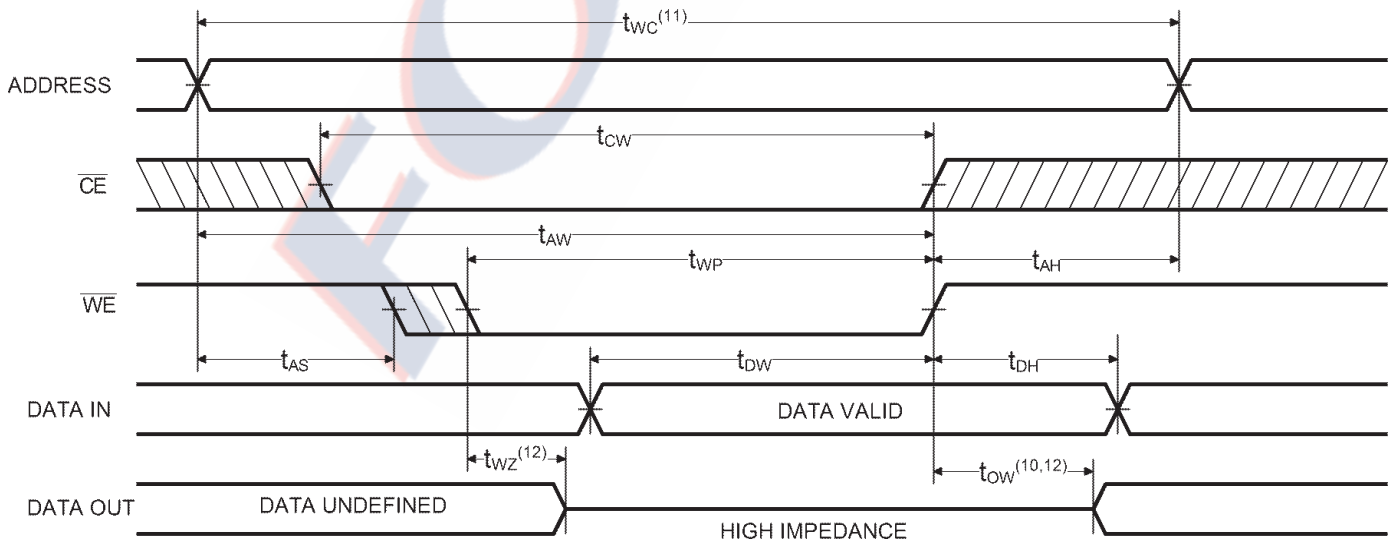 tWC(11)
ADDRESS
tCW
CE
tAW
tWP
tAH
WE
tAS
tDW
tDH
DATA IN
DATA VALID
tWZ(12)
tOW(10,12)
DATA OUT
DATA UNDEFINED
HIGH IMPEDANCE